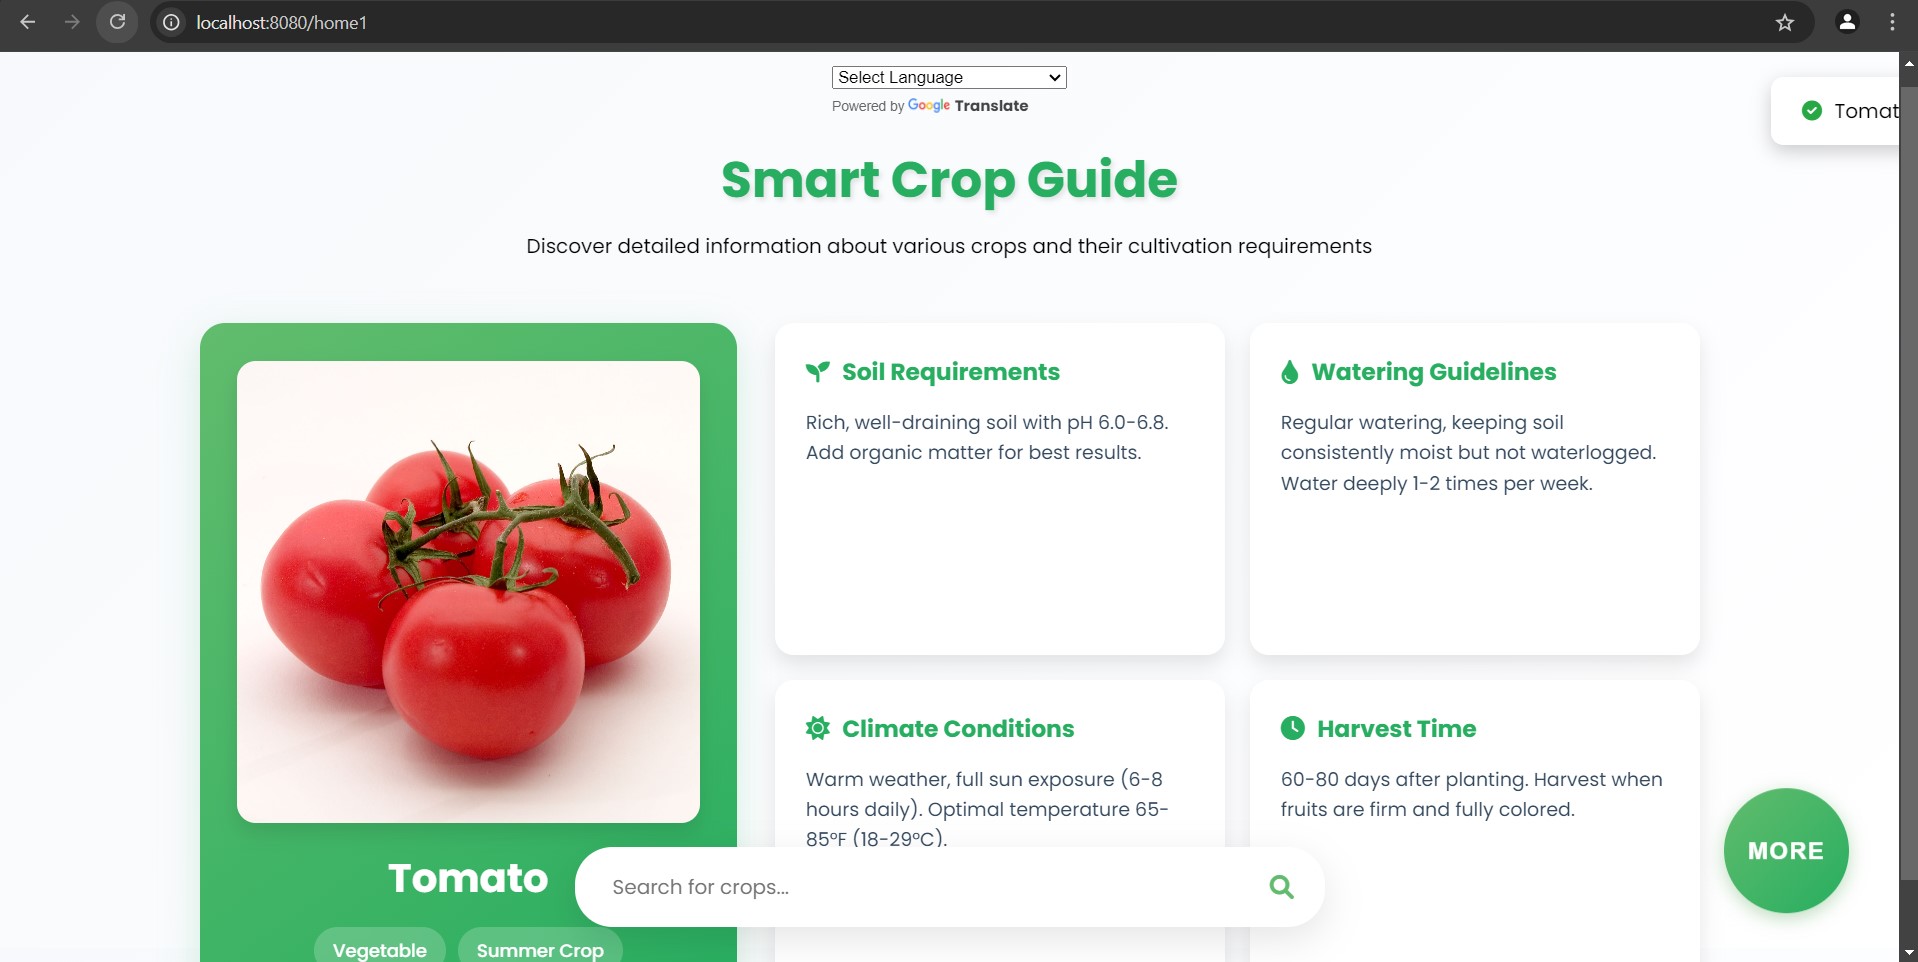 localhost:8080/home1
Select Language
Powered by Google Translate
Tomat
Smart Crop Guide
Discover detailed information about various crops and their cultivation requirements
Soil Requirements
Rich, well-draining soil with pH 6.0-6.8.
Add organic matter for best results.
Watering Guidelines
Regular watering, keeping soil
consistently moist but not waterlogged.
Water deeply 1-2 times per week.
Climate Conditions
Warm weather, full sun exposure (6-8
hours daily). Optimal temperature 65-
85°F (18-29°C).
Harvest Time
60-80 days after planting. Harvest when
fruits are firm and fully colored.
MORE
Tomato
Search for crops...
Vegetable
Summer Crop